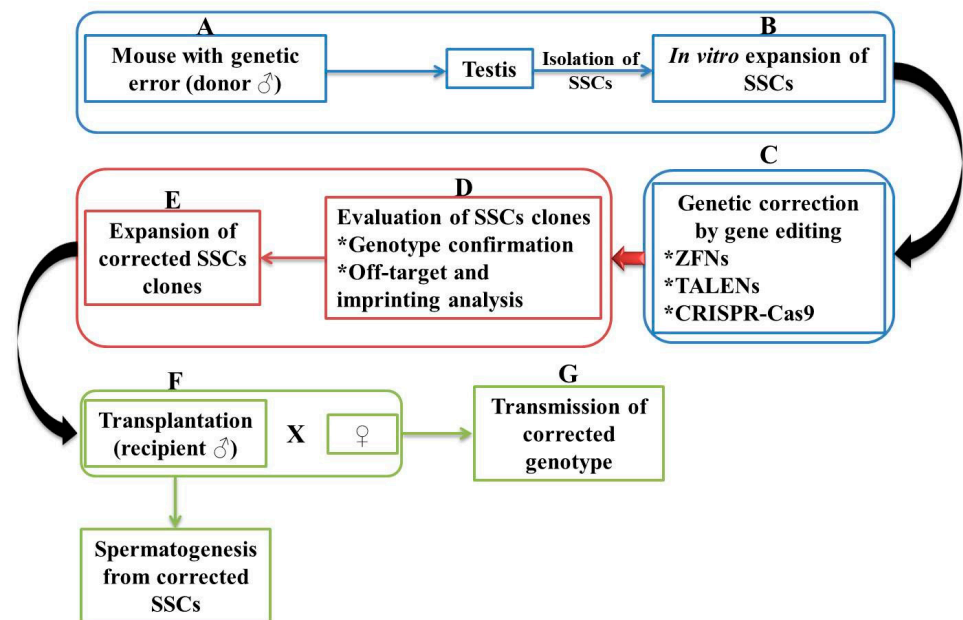 A
Mouse with genetic
error (donor ♂)
Testis
Isolation of
SSCs
B
In vitro expansion of
SSCs
C
Genetic correction
by gene editing
*ZFNs
*TALENs
*CRISPR-Cas9
D
Evaluation of SSCs clones
*Genotype confirmation
*Off-target and
imprinting analysis
E
Expansion of
corrected SSCs
clones
F
Transplantation
(recipient ♂)
X
♀
G
Transmission of
corrected
genotype
Spermatogenesis
from corrected
SSCs